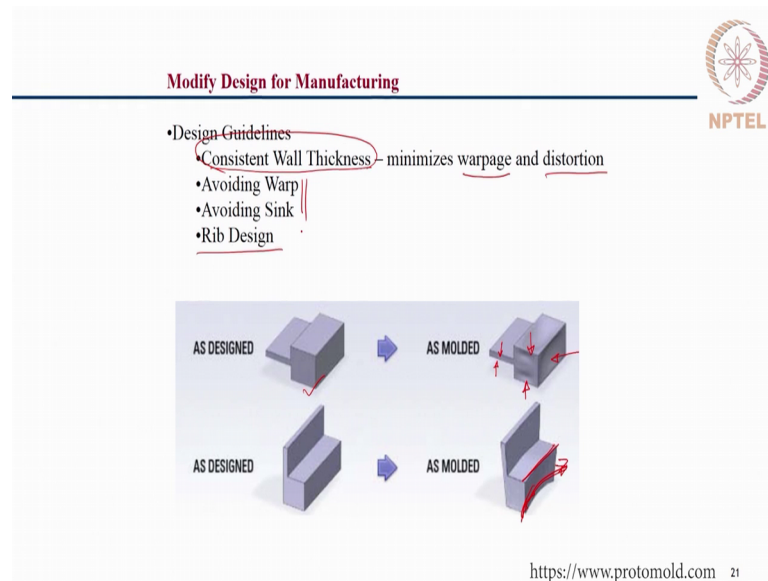 Modify Design for Manufacturing
NPTEL
•Design Guidelines
•Consistent Wall Thickness – minimizes warpage and distortion
•Avoiding Warp
•Avoiding Sink
•Rib Design
AS DESIGNED
AS MOLDED
AS DESIGNED
AS MOLDED
https://www.protomold.com 21